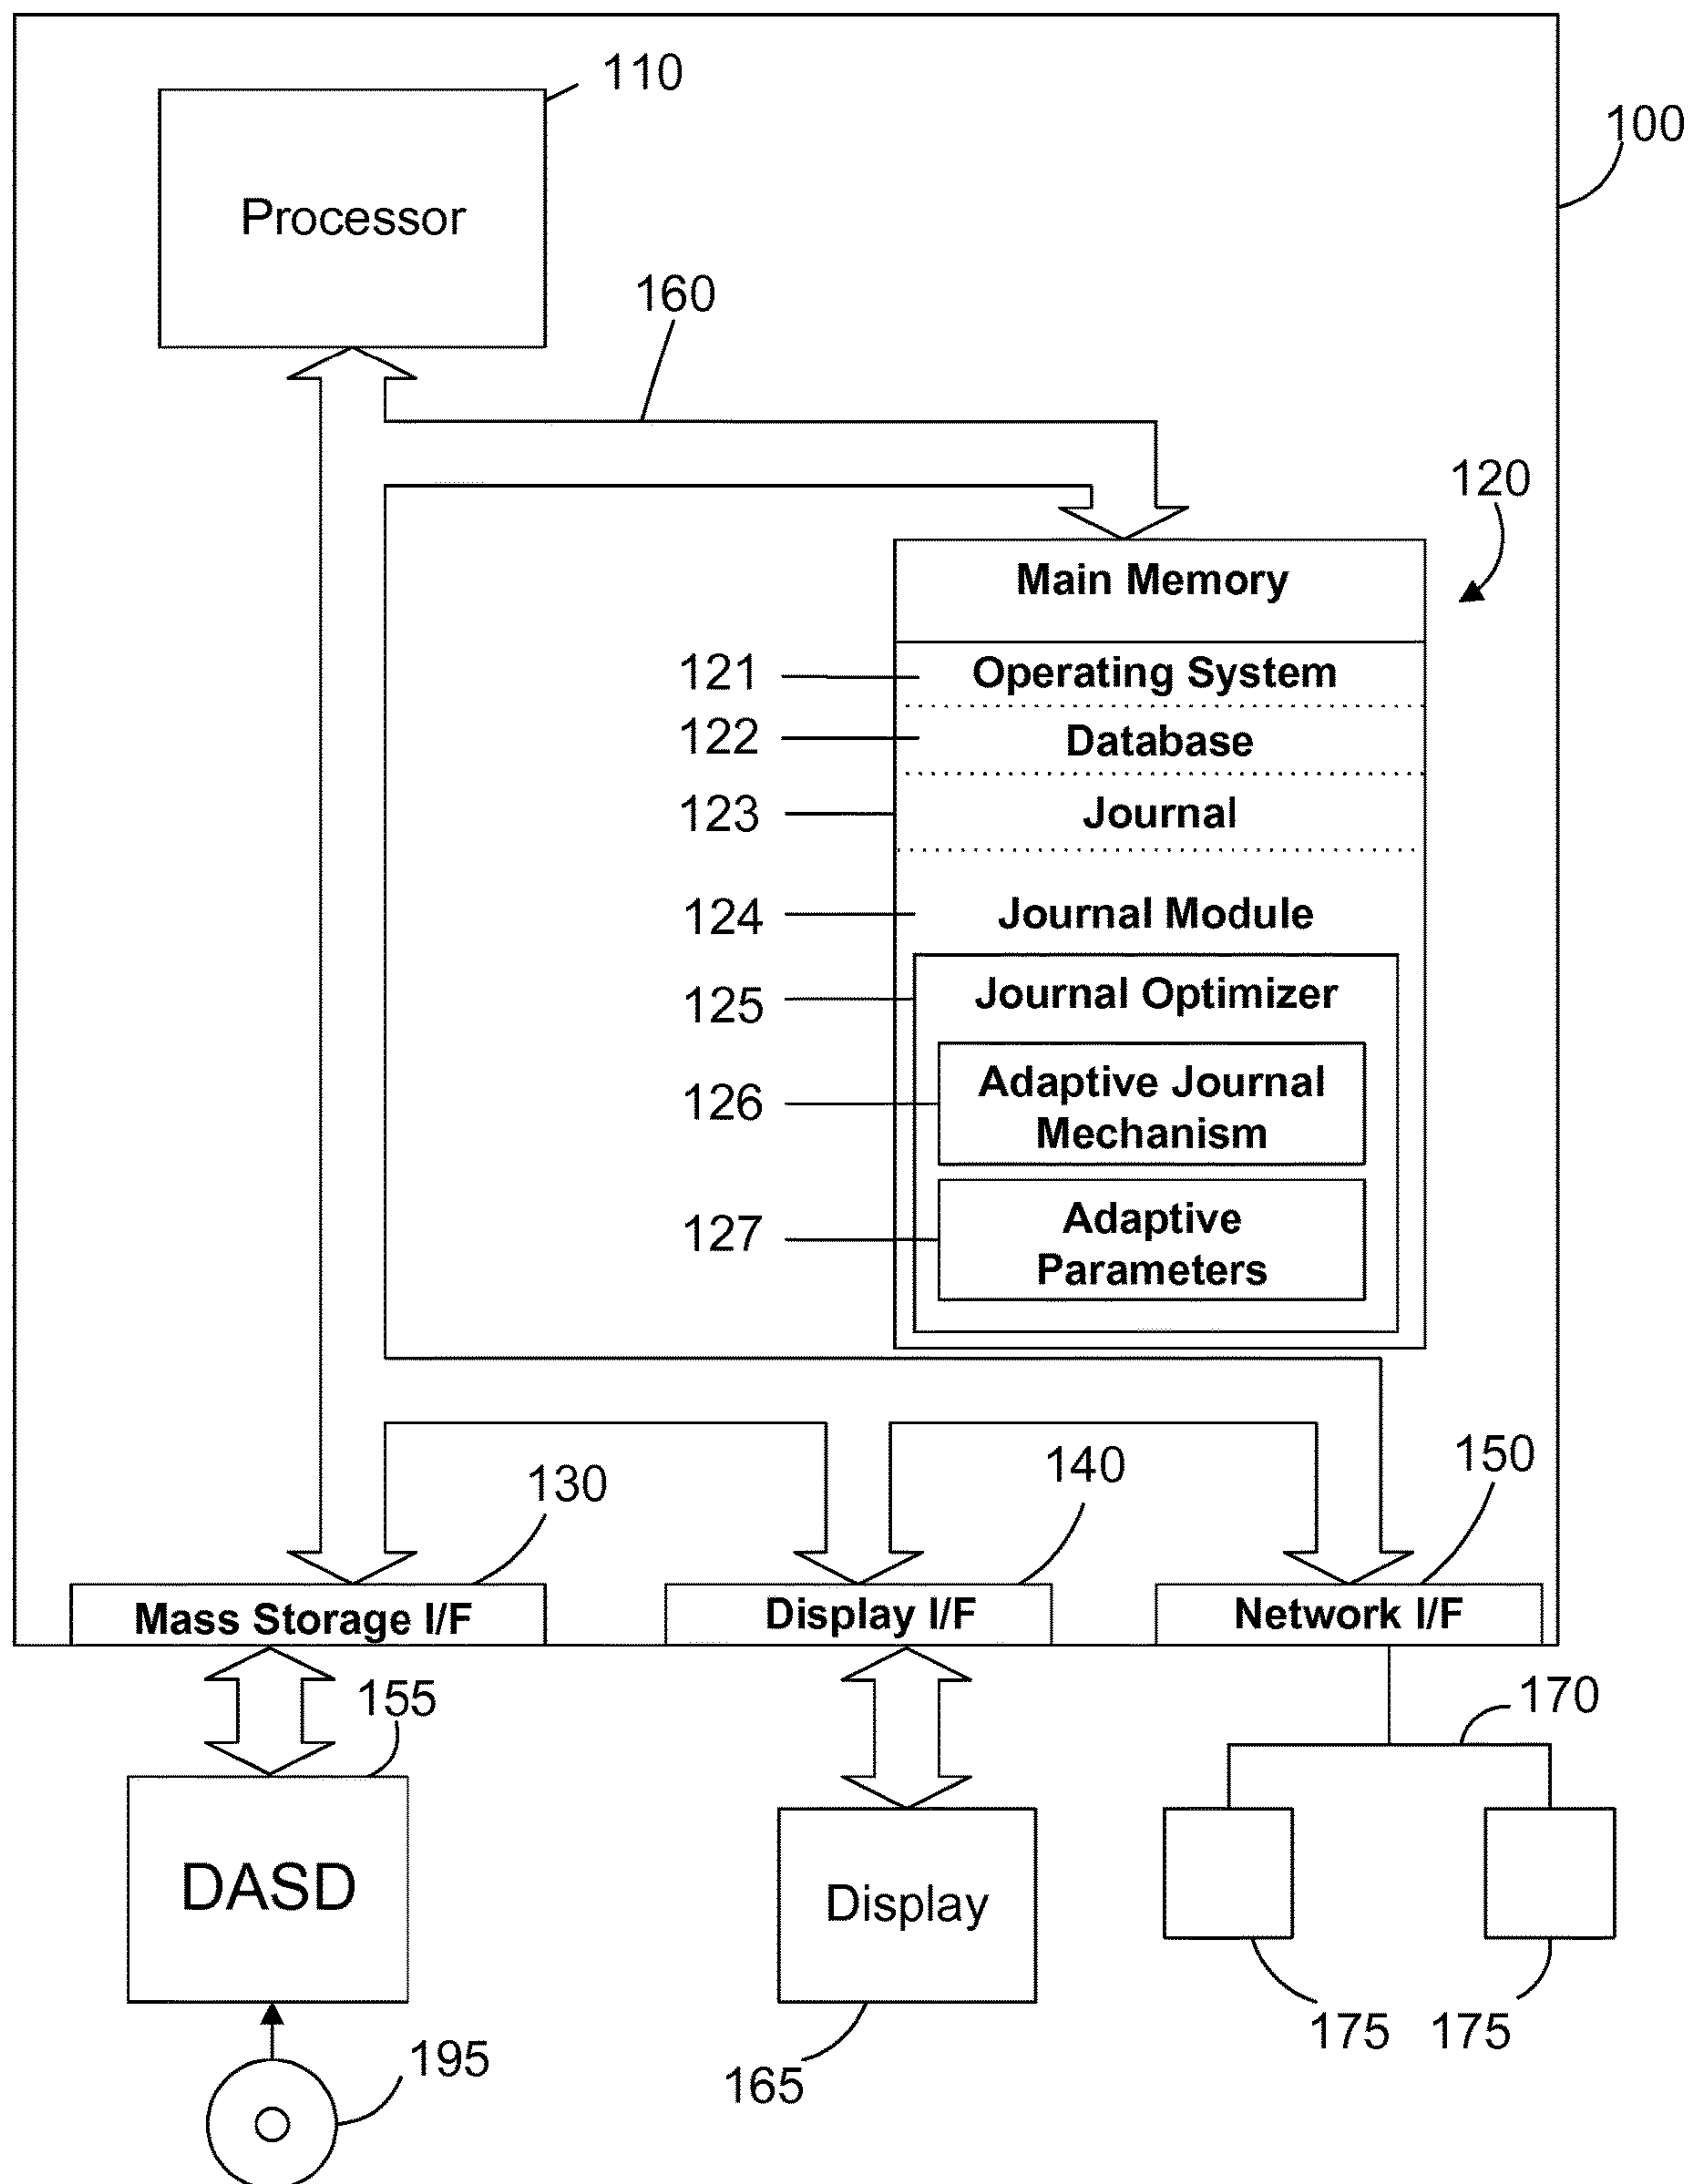 110
100
Processor
160
120
Main Memory
121
Operating System
122
Database
123
Journal
124
Journal Module
125
Journal Optimizer
126
Adaptive Journal
Mechanism
127
Adaptive
Parameters
130
140
150
Mass Storage I/F
Display I/F
Network I/F
155
170
DASD
Display
175
175
195
165